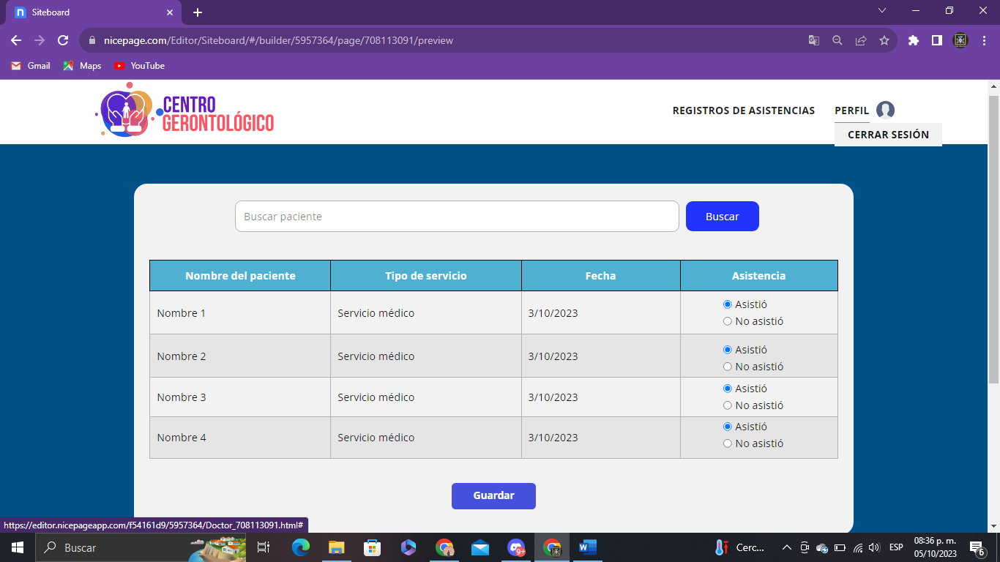 Siteboard
nicepage.com/Editor/Siteboard/#/builder/5957364/page/708113091/preview
Gmail Maps YouTube
CENTRO
GERONTOLÓGICO
REGISTROS DE ASISTENCIAS PERFIL
CERRAR SESIÓN
Buscar paciente Buscar
Nombre del paciente Tipo de servicio Fecha Asistencia
Nombre 1 Servicio médico 3/10/2023 Asistió
No asistió
Nombre 2 Servicio médico 3/10/2023 Asistió
No asistió
Nombre 3 Servicio médico 3/10/2023 Asistió
No asistió
Nombre 4 Servicio médico 3/10/2023 Asistió
No asistió
Guardar
https://editor.nicepageapp.com/f54161d9/5957364/Doctor_708113091.html#
Buscar 9+ Cerc... ESP 08:36 p. m.
05/10/2023 6